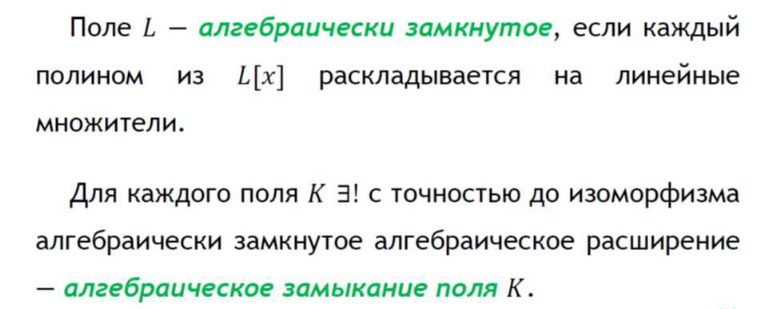 Поле L — алгебраически замкнутое, если каждый
полином из L[x] раскладывается на линейные
множители.
Для каждого поля K ∃! с точностью до изоморфизма
алгебраически замкнутое алгебраическое расширение
— алгебраическое замыкание поля K.